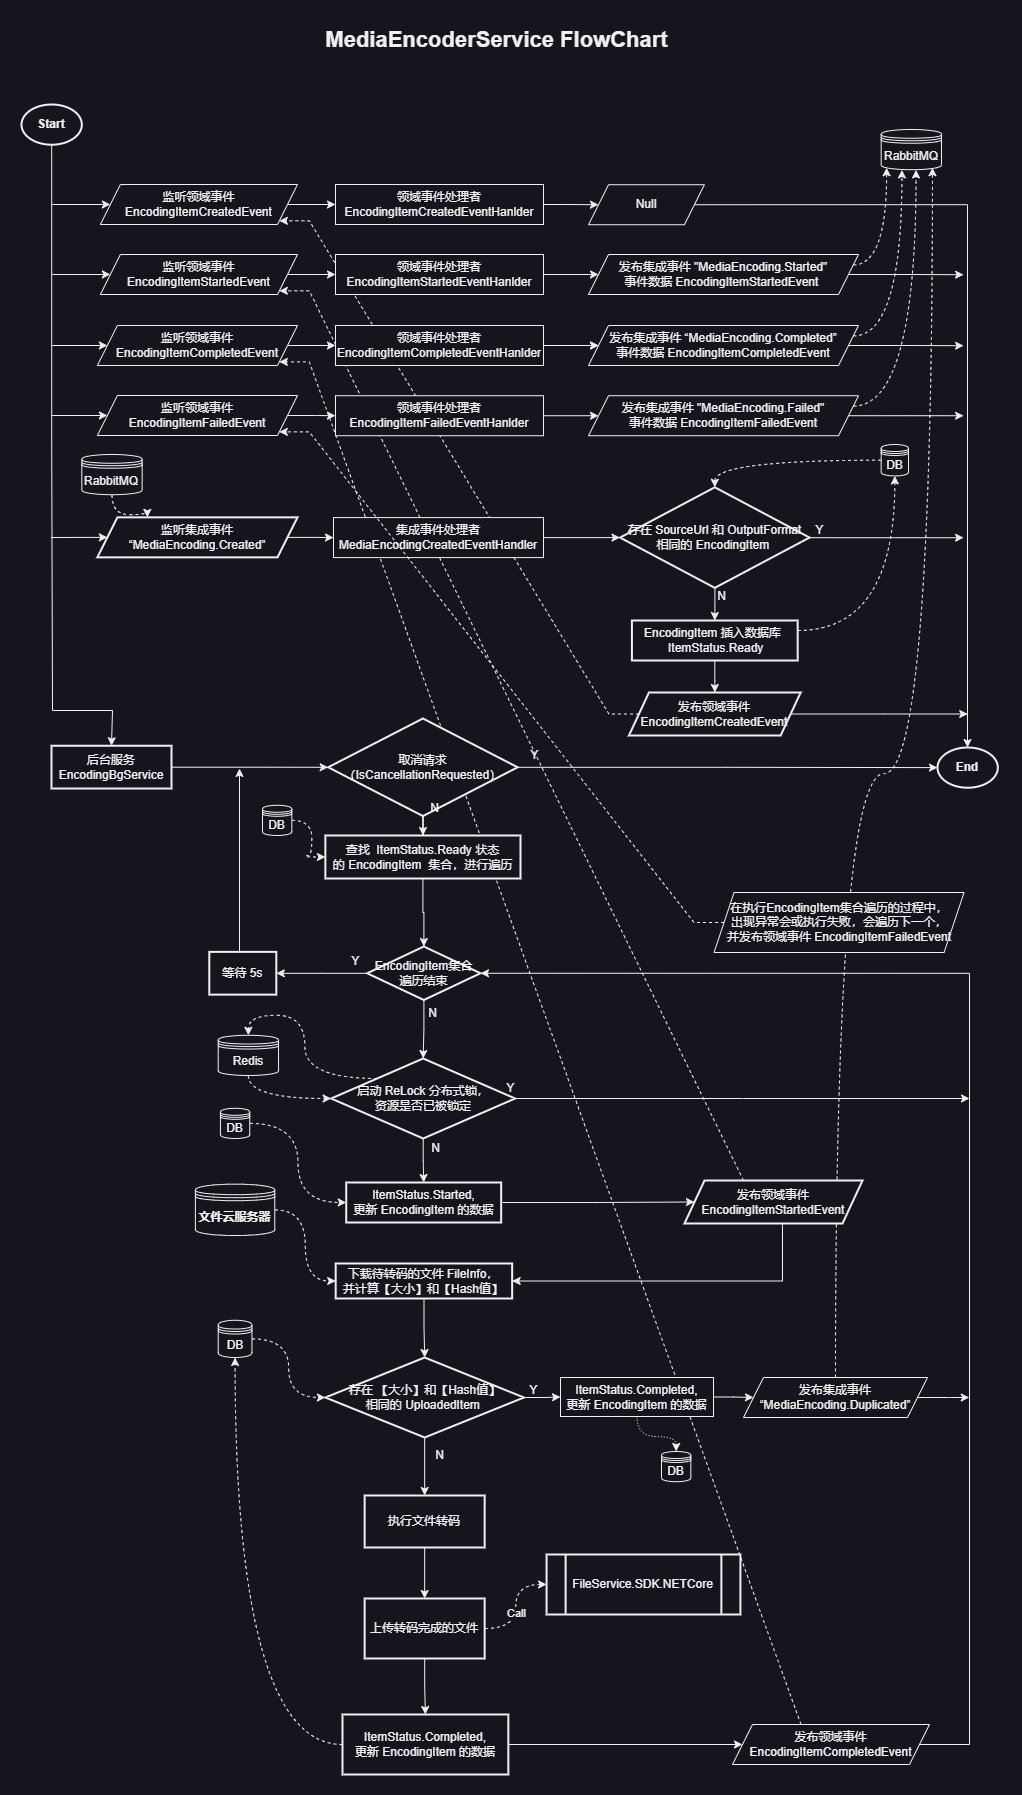 MediaEncoderService FlowChart
Start
RabbitMQ
监听领域事件
EncodingItemCreatedEvent
领域事件处理者
EncodingItemCreatedEventHanlder
Null
监听领域事件
EncodingItemStartedEvent
领域事件处理者
EncodingItemStartedEventHanlder
发布集成事件 "MediaEncoding.Started"
事件数据 EncodingItemStartedEvent
监听领域事件
EncodingItemCompletedEvent
领域事件处理者
EncodingItemCompletedEventHanlder
发布集成事件 “MediaEncoding.Completed”
事件数据 EncodingItemCompletedEvent
监听领域事件
EncodingItemFailedEvent
领域事件处理者
EncodingItemFailedEventHanlder
发布集成事件 "MediaEncoding.Failed"
事件数据 EncodingItemFailedEvent
DB
RabbitMQ
监听集成事件
“MediaEncoding.Created”
集成事件处理者
MediaEncodingCreatedEventHandler
存在 SourceUrl 和 OutputFormat
相同的 EncodingItem
Y
N
EncodingItem 插入数据库
ItemStatus.Ready
发布领域事件
EncodingItemCreatedEvent
后台服务
EncodingBgService
取消请求
（IsCancellationRequested）
Y
End
N
DB
查找 ItemStatus.Ready 状态
的 EncodingItem 集合，进行遍历
在执行EncodingItem集合遍历的过程中，
出现异常会或执行失败，会遍历下一个，
并发布领域事件 EncodingItemFailedEvent
等待 5s
Y
EncodingItem集合
遍历结束
N
Redis
启动 ReLock 分布式锁，
资源是否已被锁定
Y
DB
N
ItemStatus.Started,
更新 EncodingItem 的数据
发布领域事件
EncodingItemStartedEvent
文件云服务器
下载待转码的文件 FileInfo，
并计算【大小】和【Hash值】
DB
存在 【大小】和【Hash值】
相同的 UploadedItem
Y
ItemStatus.Completed,
更新 EncodingItem 的数据
发布集成事件
“MediaEncoding.Duplicated”
N
DB
执行文件转码
FileService.SDK.NETCore
Call
上传转码完成的文件
ItemStatus.Completed,
更新 EncodingItem 的数据
发布领域事件
EncodingItemCompletedEvent